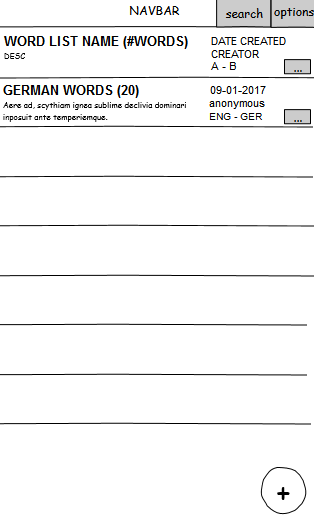 NAVBAR search options
WORD LIST NAME (#WORDS)
DESC
DATE CREATED
CREATOR
A - B
...
GERMAN WORDS (20)
Aere ad, scythiam ignea sublime declivia dominari
inposuit ante temperiemque.
09-01-2017
anonymous
ENG - GER
...
+